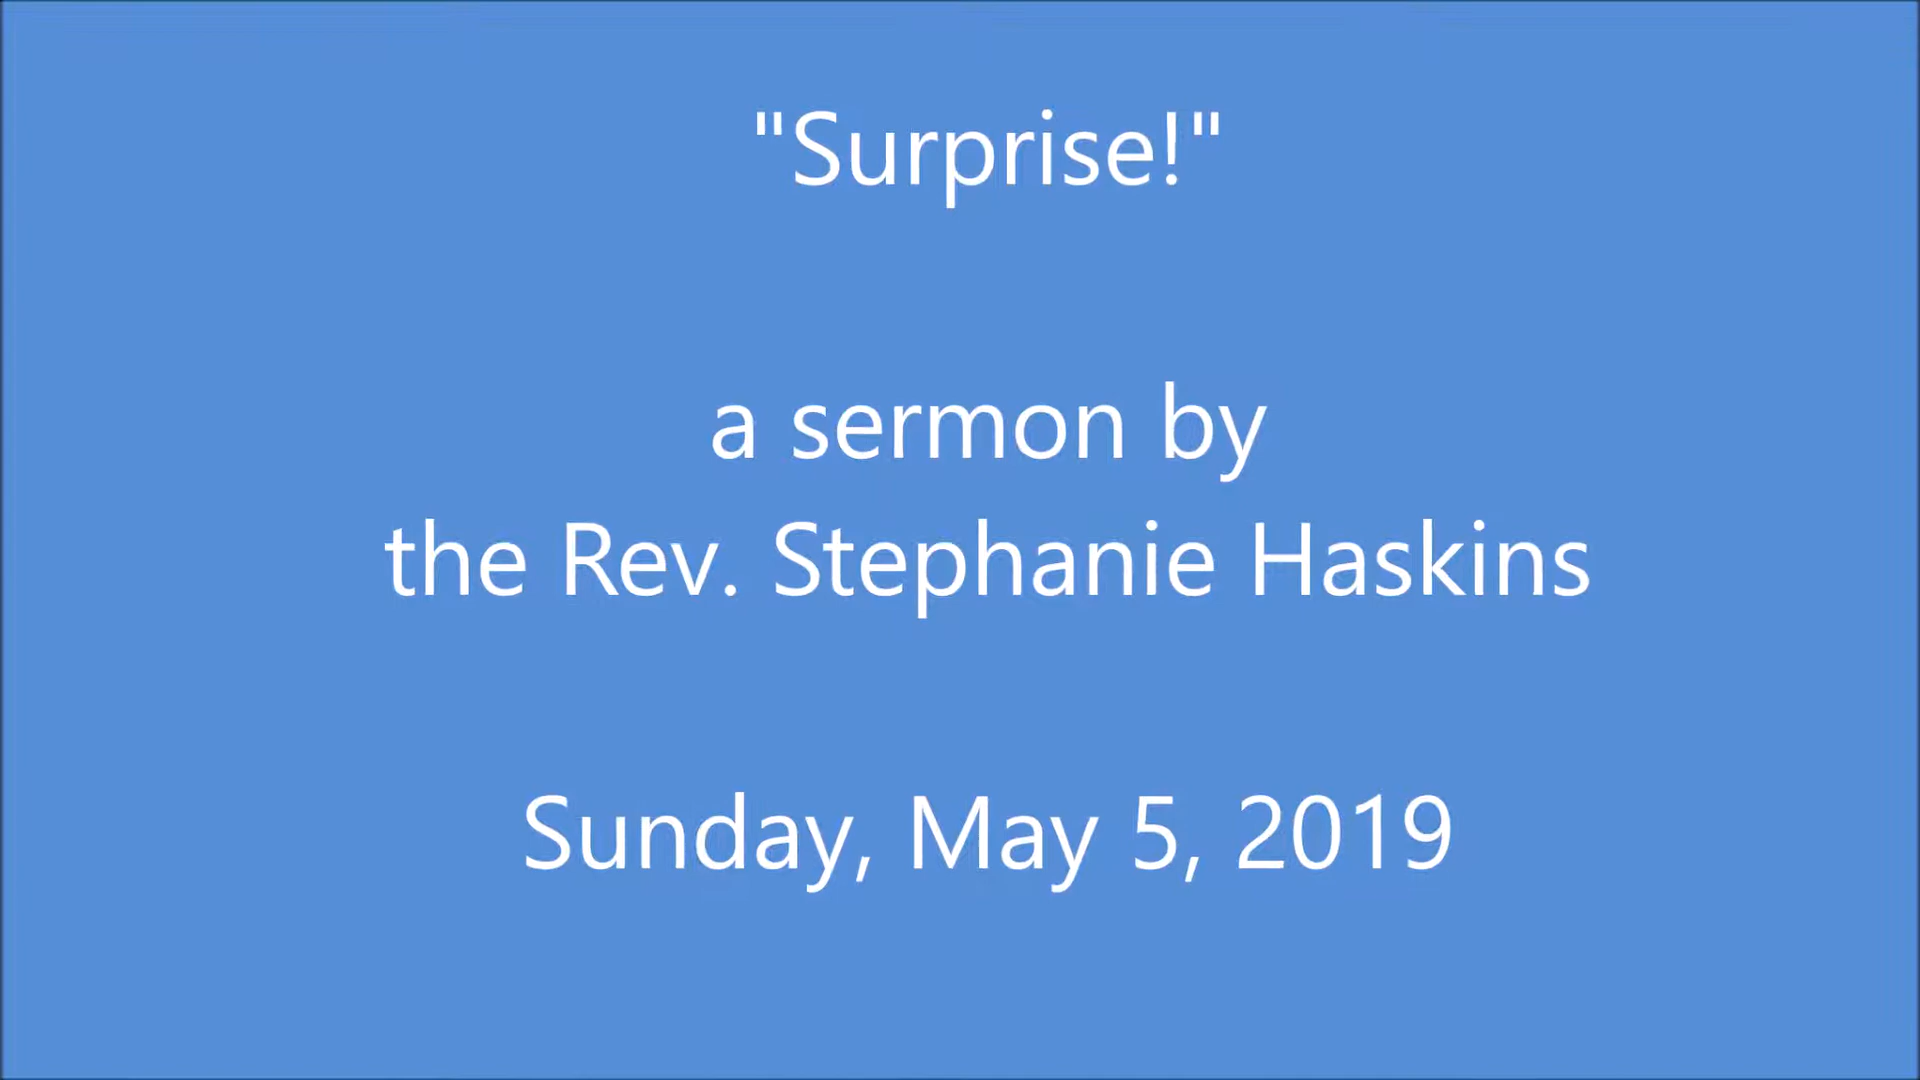 "Surprise!"
a sermon by
the Rev. Stephanie Haskins
Sunday, May 5, 2019